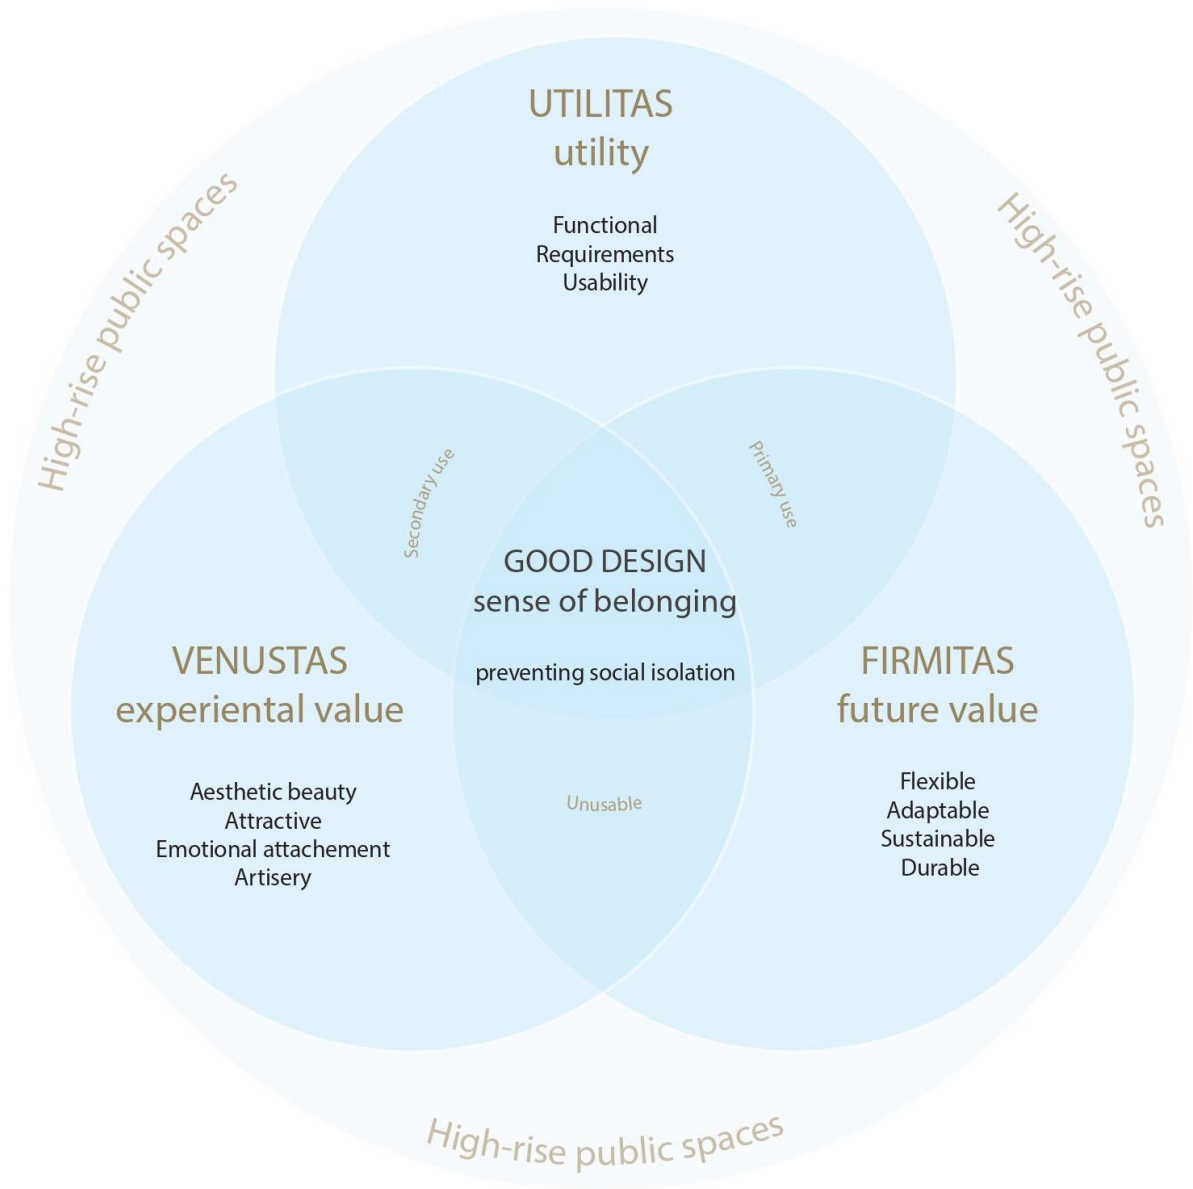 UTILITAS
utility
Functional
Requirements
Usability
High-rise public spaces
High-rise public spaces
Secondary use
Primary use
GOOD DESIGN
sense of belonging
preventing social isolation
VENUSTAS
experiental value
Aesthetic beauty
Attractive
Emotional attachement
Artisery
FIRMITAS
future value
Flexible
Adaptable
Sustainable
Durable
Unusable
High-rise public spaces